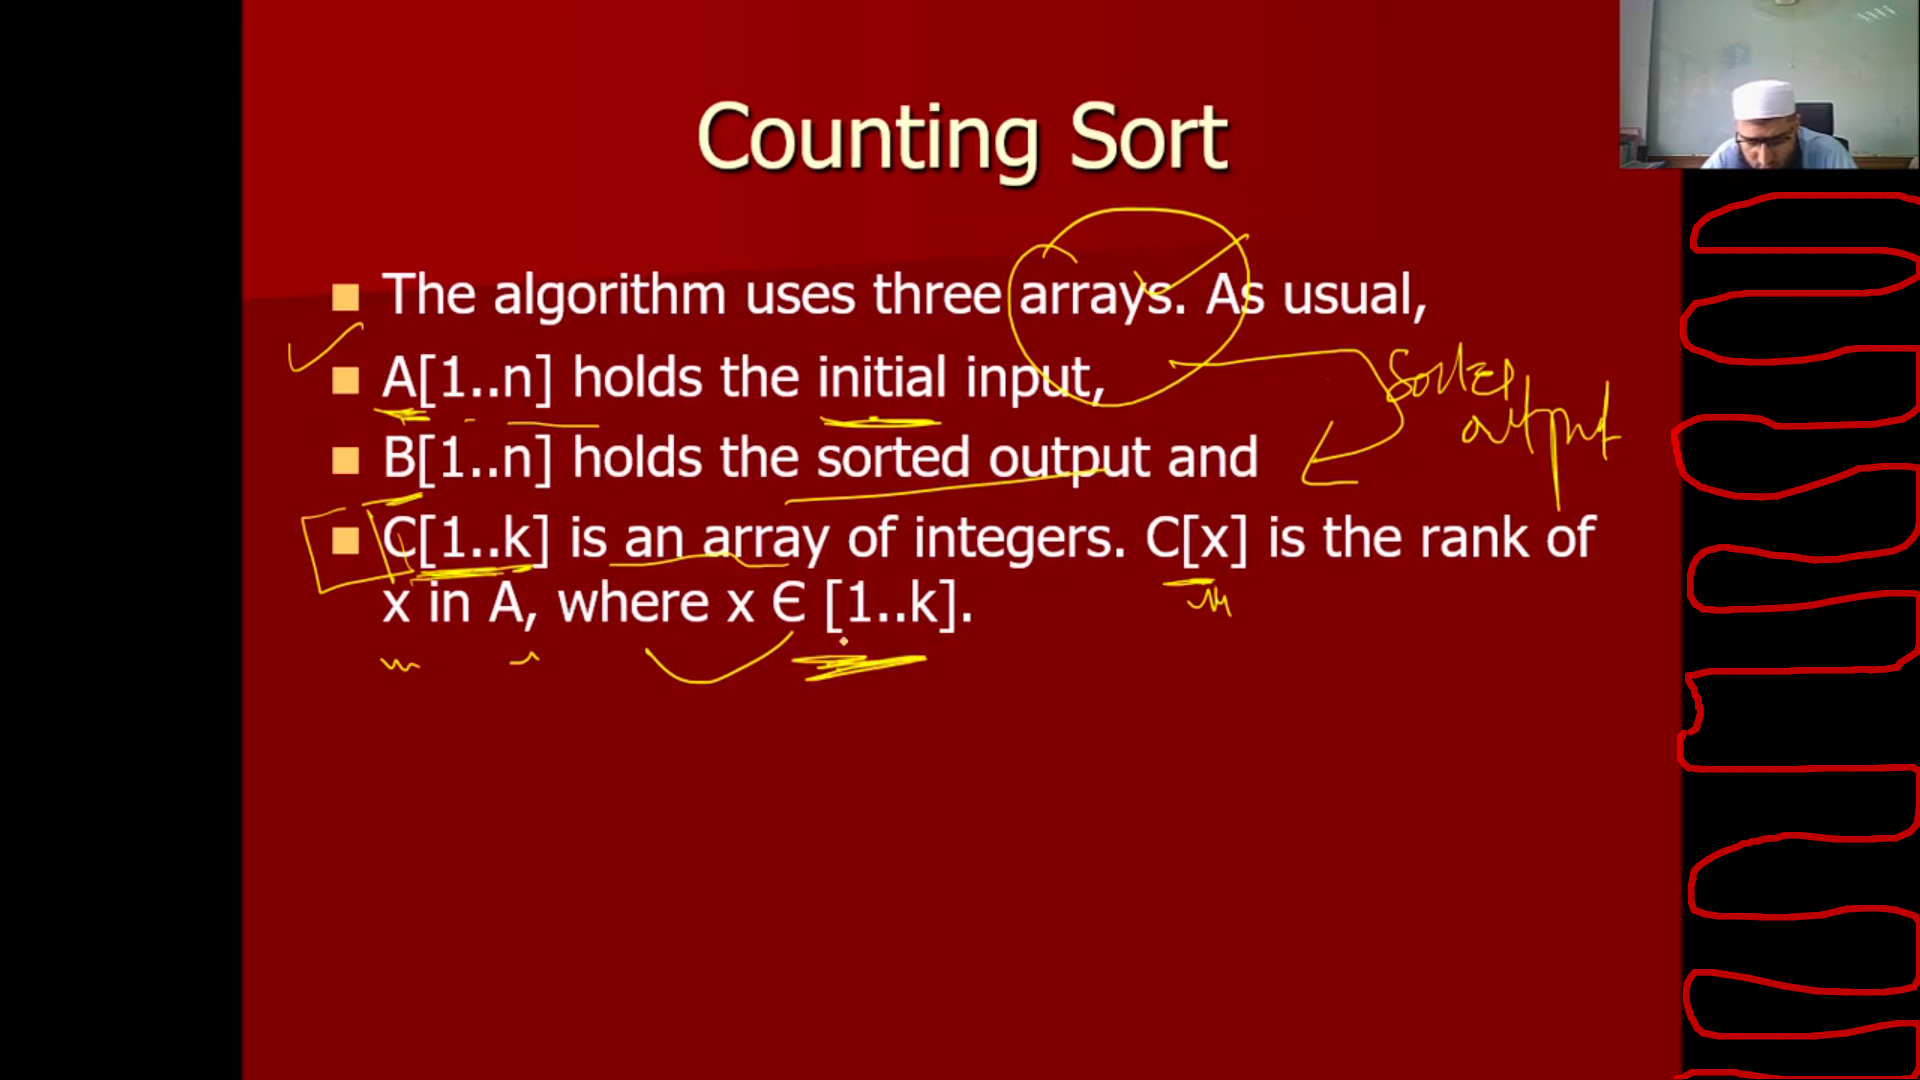 Counting Sort
The algorithm uses three arrays. As usual,
A[1..n] holds the initial input,
Sorted
output
B[1..n] holds the sorted output and
C[1..k] is an array of integers. C[x] is the rank of
x in A, where x Є [1..k].